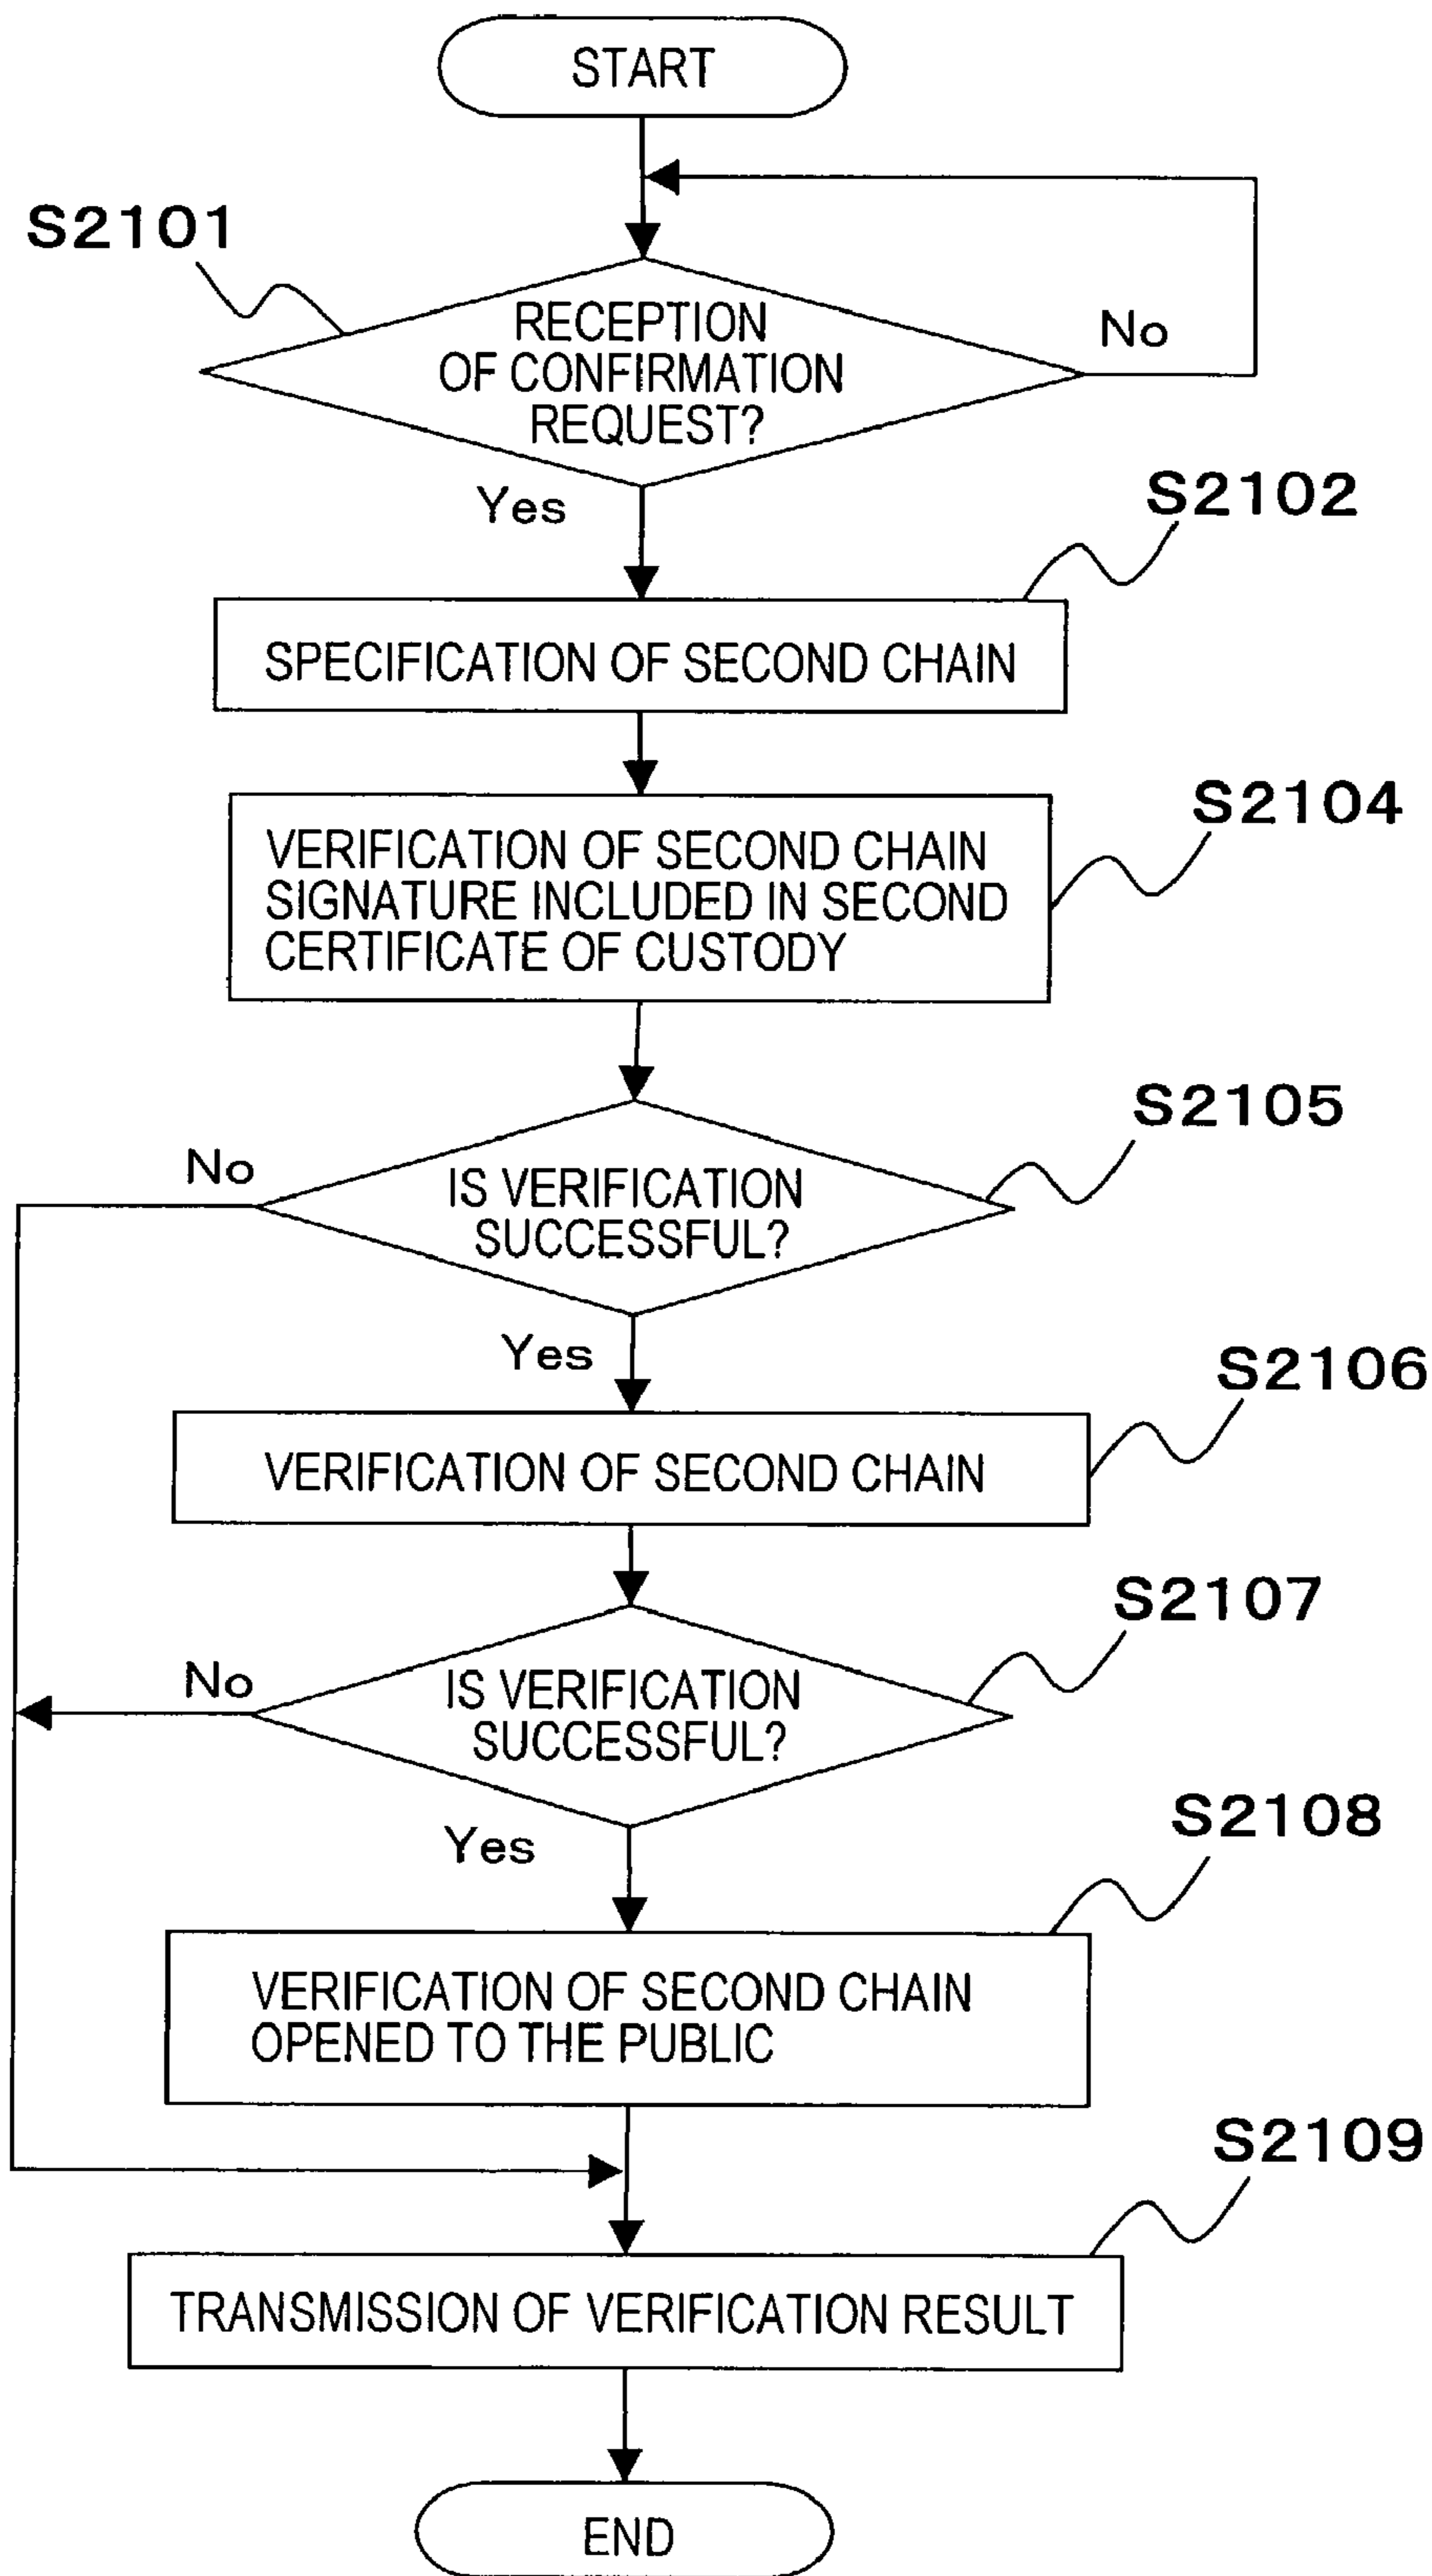 START
S2101
RECEPTION
OF CONFIRMATION
REQUEST?
No
Yes
S2102
SPECIFICATION OF SECOND CHAIN
S2104
VERIFICATION OF SECOND CHAIN
SIGNATURE INCLUDED IN SECOND
CERTIFICATE OF CUSTODY
S2105
No
IS VERIFICATION
SUCCESSFUL?
Yes
S2106
VERIFICATION OF SECOND CHAIN
S2107
No
IS VERIFICATION
SUCCESSFUL?
Yes
S2108
VERIFICATION OF SECOND CHAIN
OPENED TO THE PUBLIC
S2109
TRANSMISSION OF VERIFICATION RESULT
END